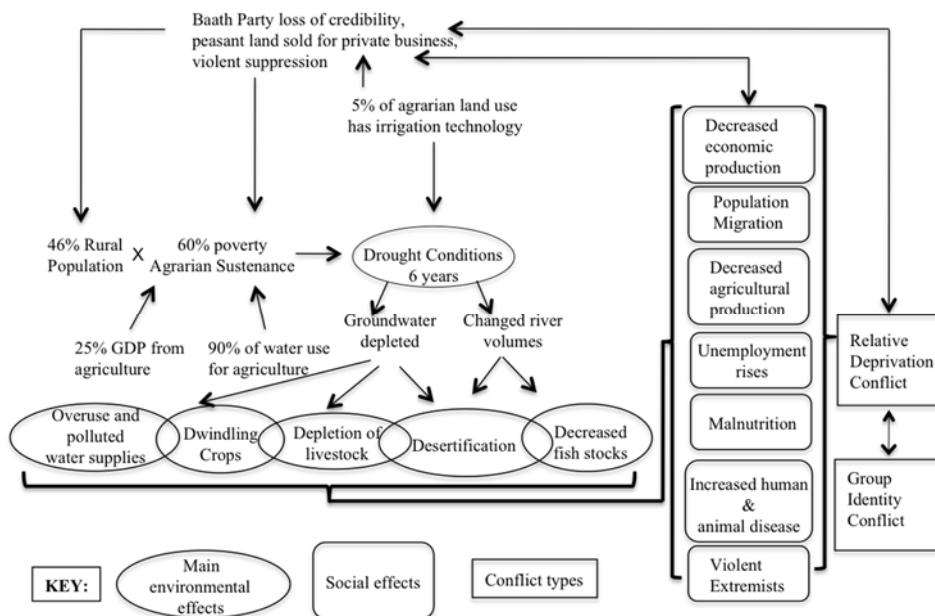 Baath Party loss of credibility,
peasant land sold for private business,
violent suppression
5% of agrarian land use
has irrigation technology
46% Rural
Population
X
60% poverty
Agrarian Sustenance
Drought Conditions
6 years
25% GDP from
agriculture
90% of water use
for agriculture
Groundwater
depleted
Changed river
volumes
Overuse and
polluted
water supplies
Dwindling
Crops
Depletion of
livestock
Desertification
Decreased
fish stocks
Decreased
economic
production
Population
Migration
Decreased
agricultural
production
Unemployment
rises
Malnutrition
Increased human
&
animal disease
Violent
Extremists
Relative
Deprivation
Conflict
Group
Identity
Conflict
KEY:
Main
environmental
effects
Social effects
Conflict types